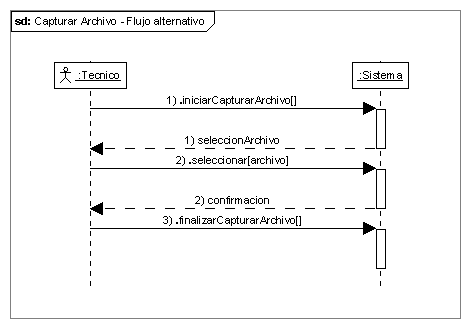 sd: Capturar Archivo - Flujo alternativo
:Tecnico
:Sistema
1) .iniciarCapturarArchivo[]
1) seleccionArchivo
2) .seleccionar[archivo]
2) confirmacion
3) .finalizarCapturarArchivo[]